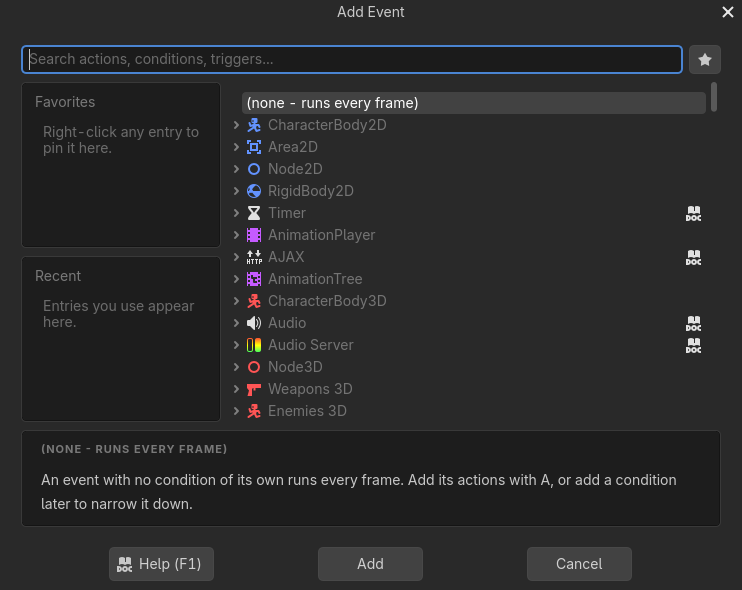 Add Event
Search actions, conditions, triggers...
Favorites
Right-click any entry to
pin it here.
Recent
Entries you use appear
here.
(none - runs every frame)
CharacterBody2D
Area2D
Node2D
RigidBody2D
Timer
DOC
AnimationPlayer
HTTP
AJAX
DOC
AnimationTree
CharacterBody3D
Audio
DOC
Audio Server
DOC
Node3D
Weapons 3D
Enemies 3D
(NONE - RUNS EVERY FRAME)
An event with no condition of its own runs every frame. Add its actions with A, or add a condition
later to narrow it down.
DOC
Help (F1)
Add
Cancel